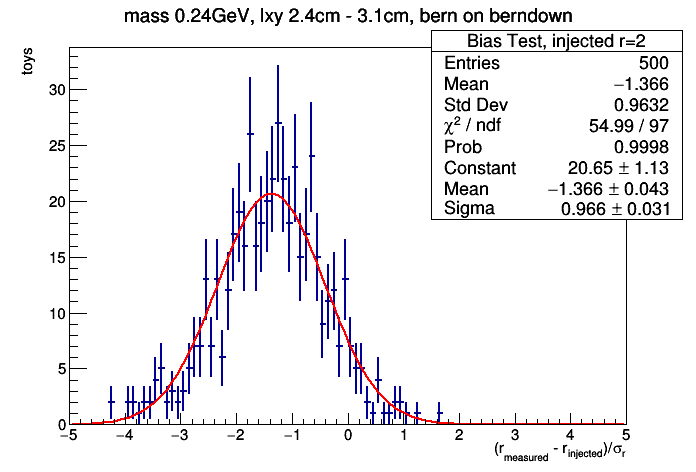 mass 0.24GeV, lxy 2.4cm - 3.1cm, bern on berndown
toys
Bias Test, injected r=2
Entries 500
Mean −1.366
Std Dev 0.9632
χ² / ndf 54.99 / 97
Prob 0.9998
Constant 20.65 ± 1.13
Mean −1.366 ± 0.043
Sigma 0.966 ± 0.031
30
25
20
15
10
5
0
−5 −4 −3 −2 −1 0 1 2 3 4 5
(r_measured - r_injected)/σ_r